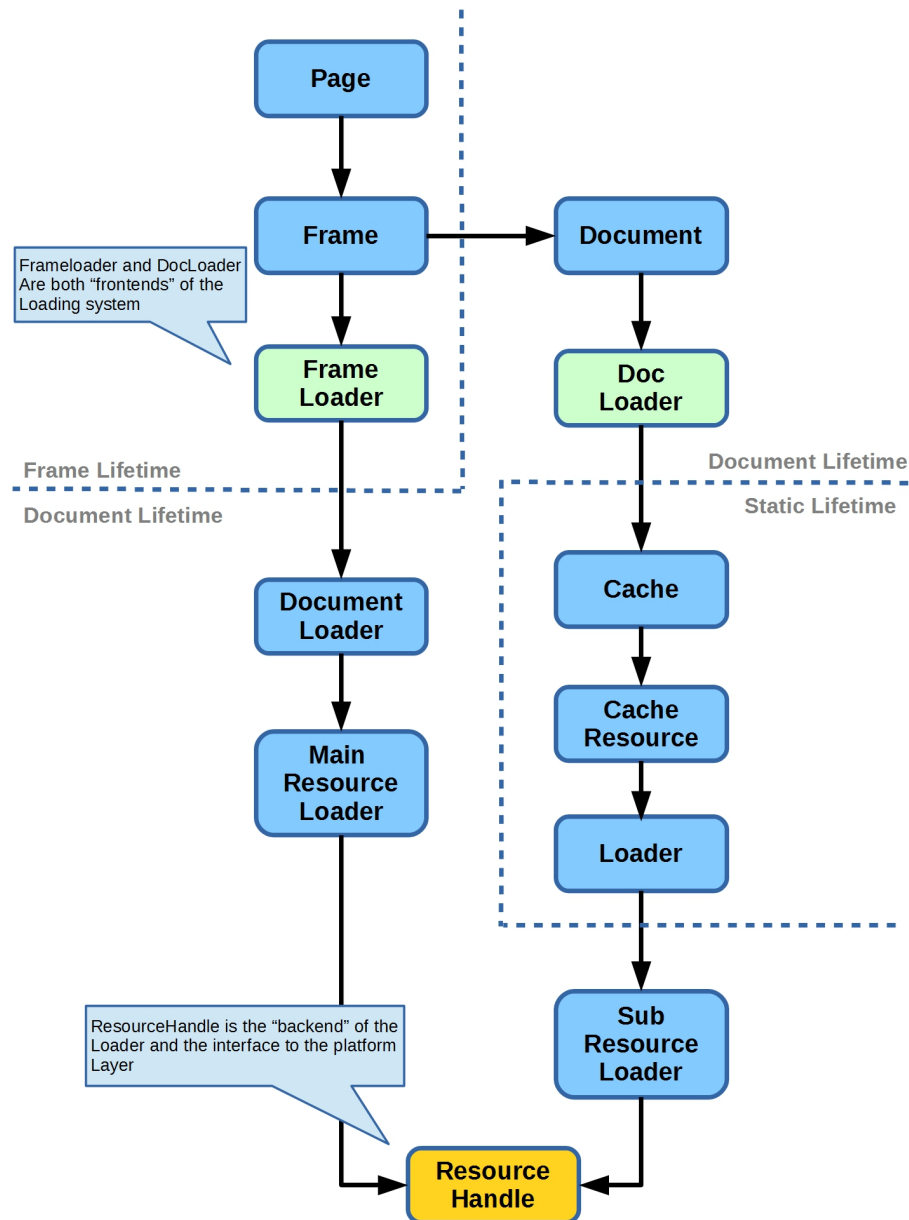 Page
Frame
Document
Frameloader and DocLoader
Are both “frontends” of the
Loading system
Frame
Loader
Doc
Loader
Frame Lifetime
Document Lifetime
Document Lifetime
Static Lifetime
Cache
Document
Loader
Cache
Resource
Main
Resource
Loader
Loader
ResourceHandle is the “backend” of the
Loader and the interface to the platform
Layer
Sub
Resource
Loader
Resource
Handle